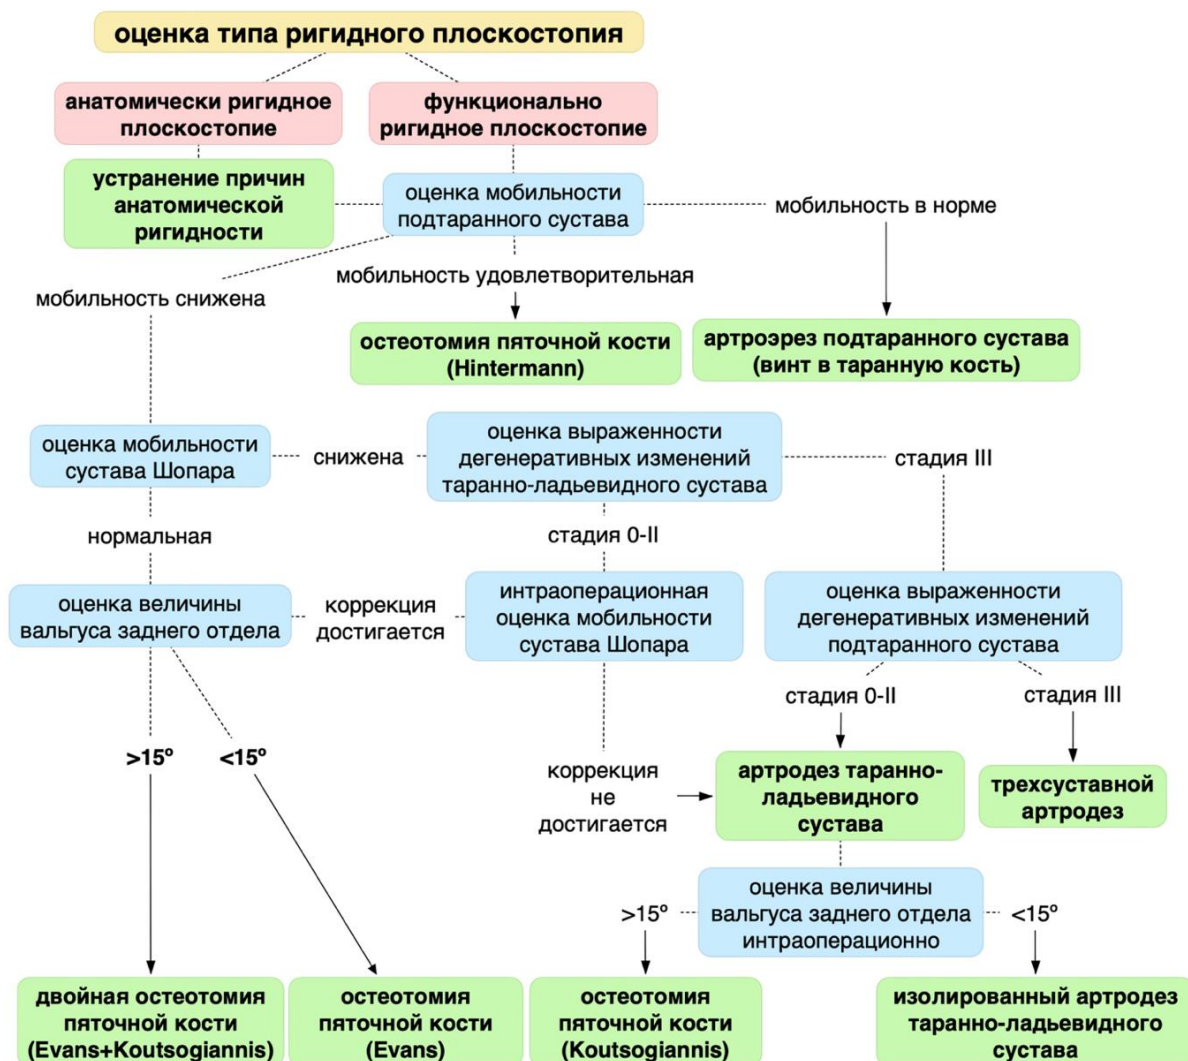 оценка типа ригидного плоскостопия
анатомически ригидное
плоскостопие
функционально
ригидное плоскостопие
устранение причин
анатомической
ригидности
оценка мобильности
подтаранного сустава
мобильность в норме
мобильность снижена
мобильность удовлетворительная
остеотомия пяточной кости
(Hintermann)
артроэрез подтаранного сустава
(винт в таранную кость)
оценка мобильности
сустава Шопара
снижена
оценка выраженности
дегенеративных изменений
таранно-ладьевидного сустава
стадия III
нормальная
стадия 0-II
оценка величины
вальгуса заднего отдела
коррекция
достигается
интраоперационная
оценка мобильности
сустава Шопара
оценка выраженности
дегенеративных изменений
подтаранного сустава
стадия 0-II
стадия III
>15º
<15º
коррекция
не
достигается
артродез таранно-
ладьевидного
сустава
трехсуставной
артродез
>15º
оценка величины
вальгуса заднего отдела
интраоперационно
<15º
двойная остеотомия
пяточной кости
(Evans+Koutsogiannis)
остеотомия
пяточной кости
(Evans)
остеотомия
пяточной кости
(Koutsogiannis)
изолированный артродез
таранно-ладьевидного
сустава